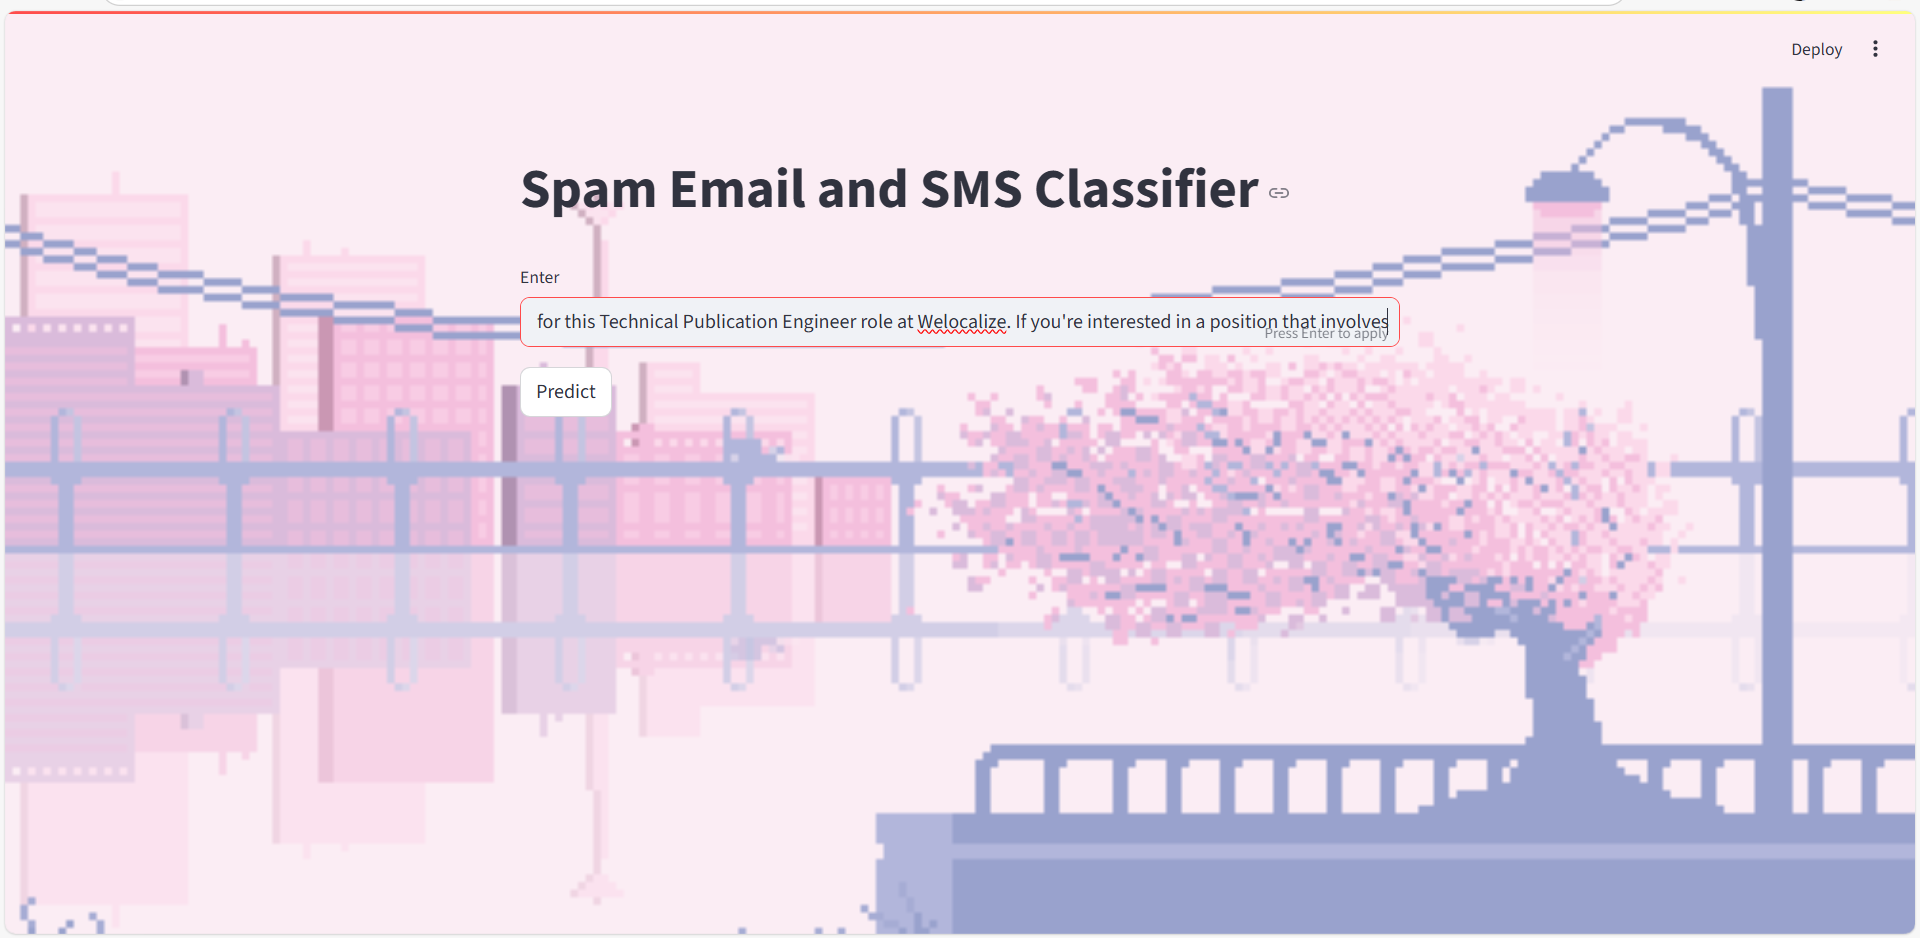 Deploy
Spam Email and SMS Classifier
Enter
for this Technical Publication Engineer role at Welocalize. If you're interested in a position that involves
Press Enter to apply
Predict